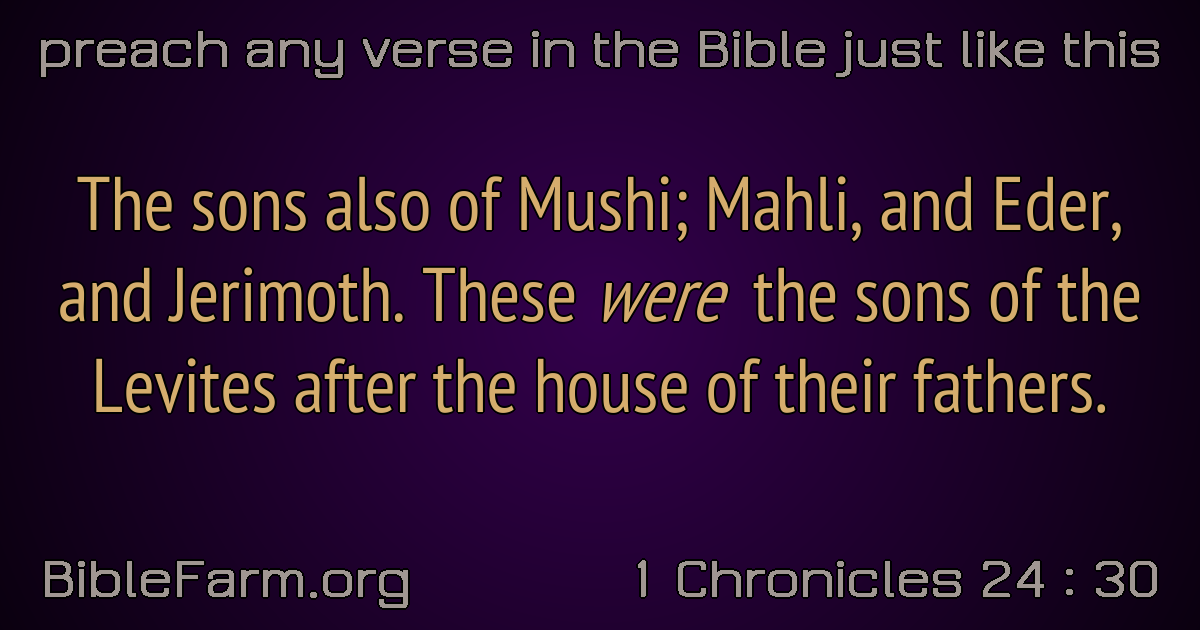 preach any verse in the Bible just like this
The sons also of Mushi; Mahli, and Eder,
and Jerimoth. These were the sons of the
Levites after the house of their fathers.
BibleFarm.org
1 Chronicles 24 : 30